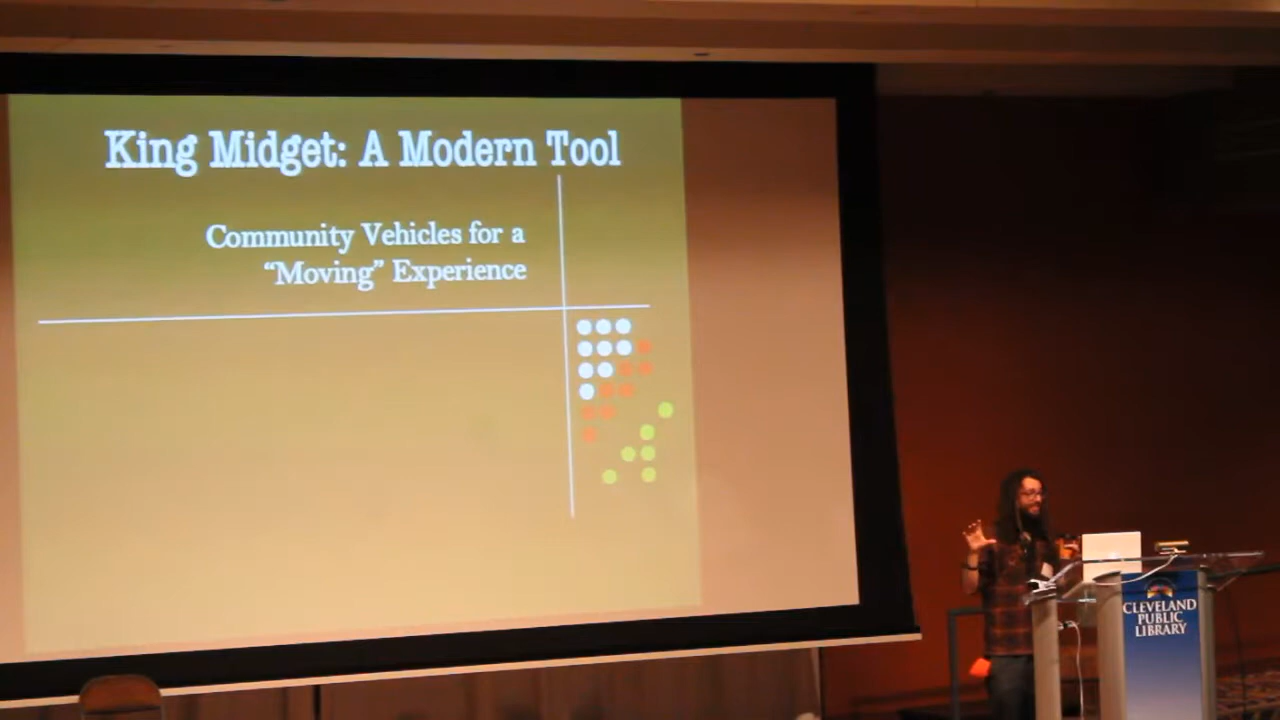 King Midget: A Modern Tool
Community Vehicles for a
“Moving” Experience
CLEVELAND
PUBLIC
LIBRARY